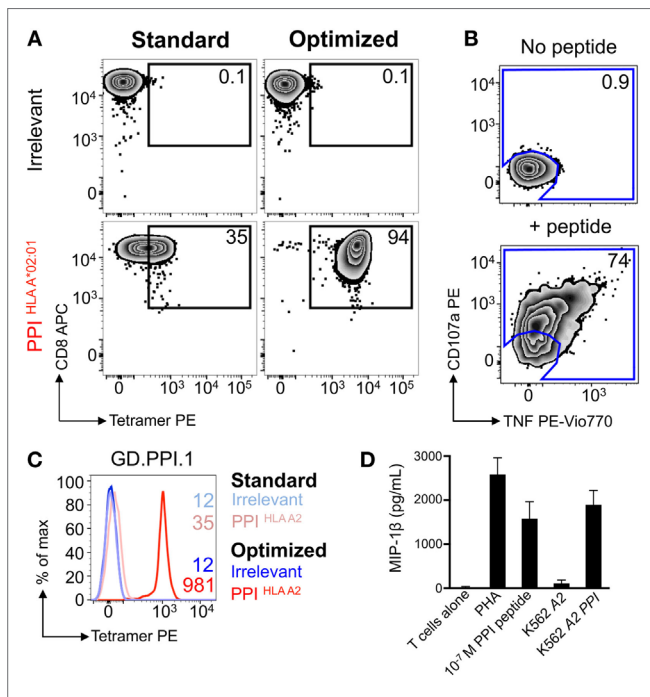 A
Standard
Optimized
Irrelevant
0.1
0.1
10⁴
10³
0
PPI HLA A*02:01
35
94
10⁴
10³
0
CD8 APC
0 10³ 10⁴ 10⁵
0 10³ 10⁴ 10⁵
Tetramer PE
B
No peptide
0.9
10⁴
10³
0
+ peptide
74
10⁴
10³
0
CD107a PE
0 10³
TNF PE-Vio770
C
GD.PPI.1
100
80
60
40
20
0
% of max
0 10³ 10⁴
Tetramer PE
Standard
12 Irrelevant
35 PPI HLA A2
Optimized
12 Irrelevant
981 PPI HLA A2
D
MIP-1β (pg/mL)
3000
2000
1000
0
T cells alone
PHA
10⁻⁷ M PPI peptide
K562 A2
K562 A2 PPI